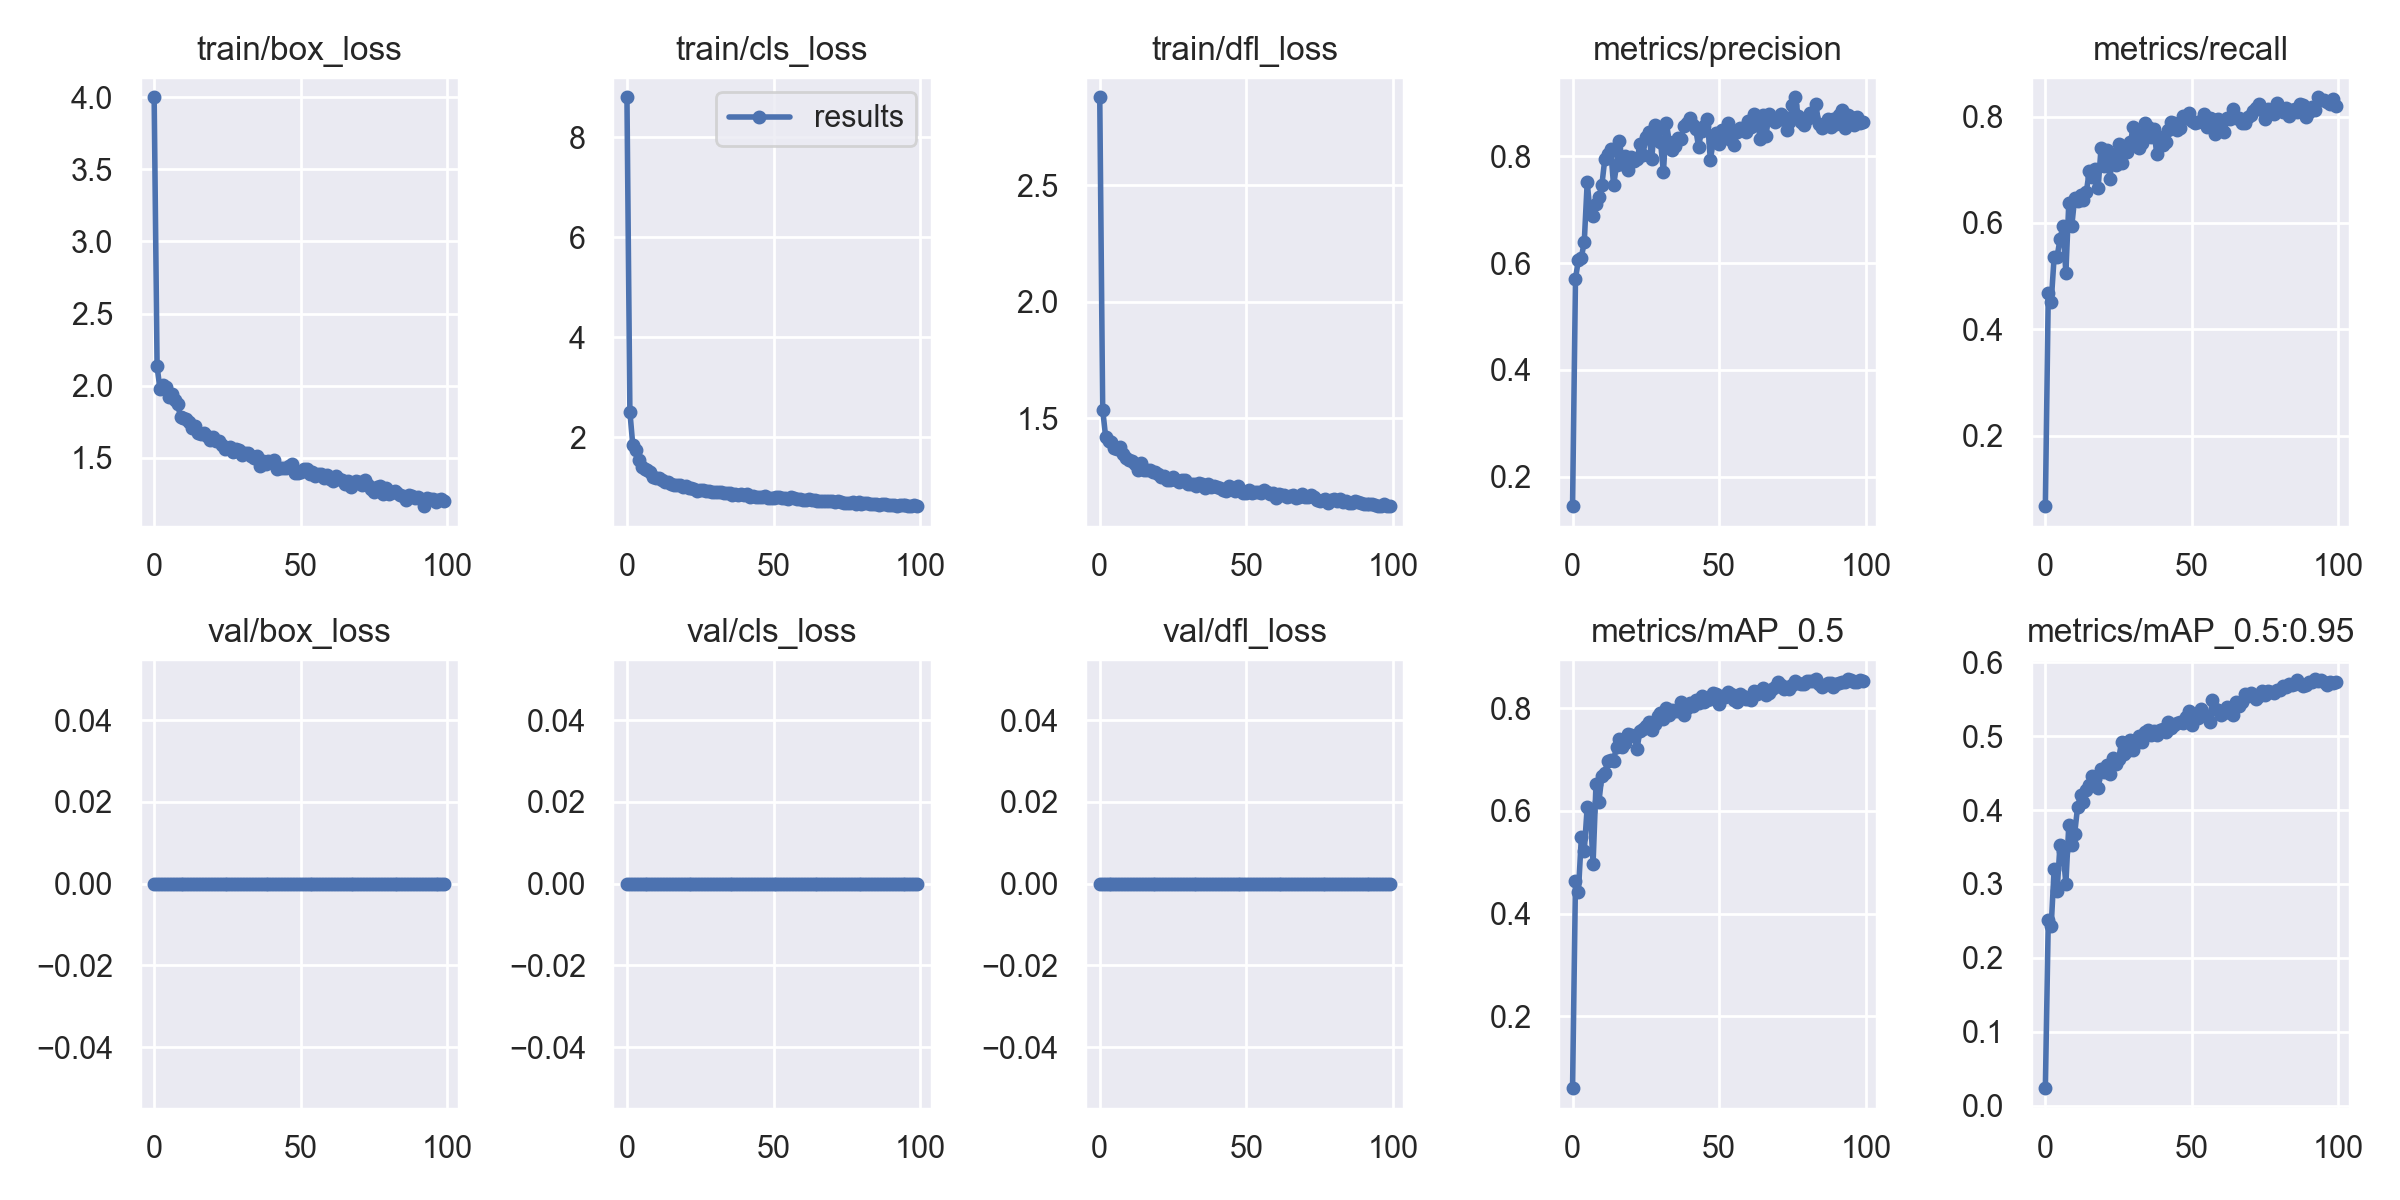 train/box_loss
4.0
3.5
3.0
2.5
2.0
1.5
0 50 100
train/cls_loss
results
8
6
4
2
0 50 100
train/dfl_loss
2.5
2.0
1.5
0 50 100
metrics/precision
0.8
0.6
0.4
0.2
0 50 100
metrics/recall
0.8
0.6
0.4
0.2
0 50 100
val/box_loss
0.04
0.02
0.00
−0.02
−0.04
0 50 100
val/cls_loss
0.04
0.02
0.00
−0.02
−0.04
0 50 100
val/dfl_loss
0.04
0.02
0.00
−0.02
−0.04
0 50 100
metrics/mAP_0.5
0.8
0.6
0.4
0.2
0 50 100
metrics/mAP_0.5:0.95
0.6
0.5
0.4
0.3
0.2
0.1
0.0
0 50 100